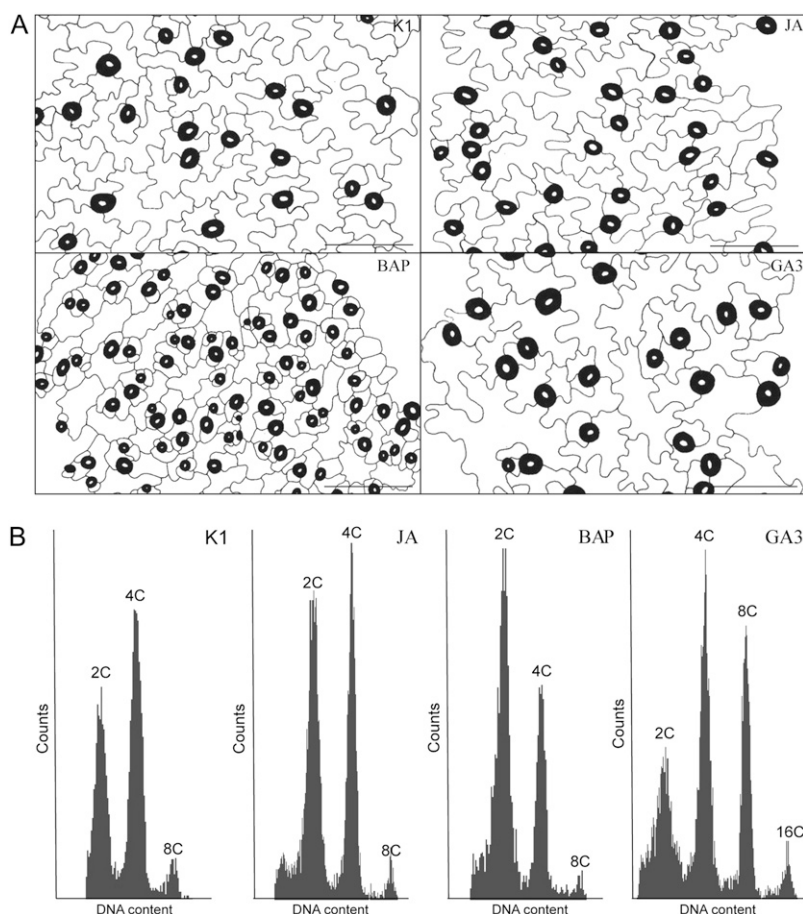 A
K1
JA
BAP
GA3
B
K1
JA
BAP
GA3
2C
4C
8C
2C
4C
8C
2C
4C
8C
2C
4C
8C
16C
Counts
Counts
Counts
Counts
DNA content
DNA content
DNA content
DNA content